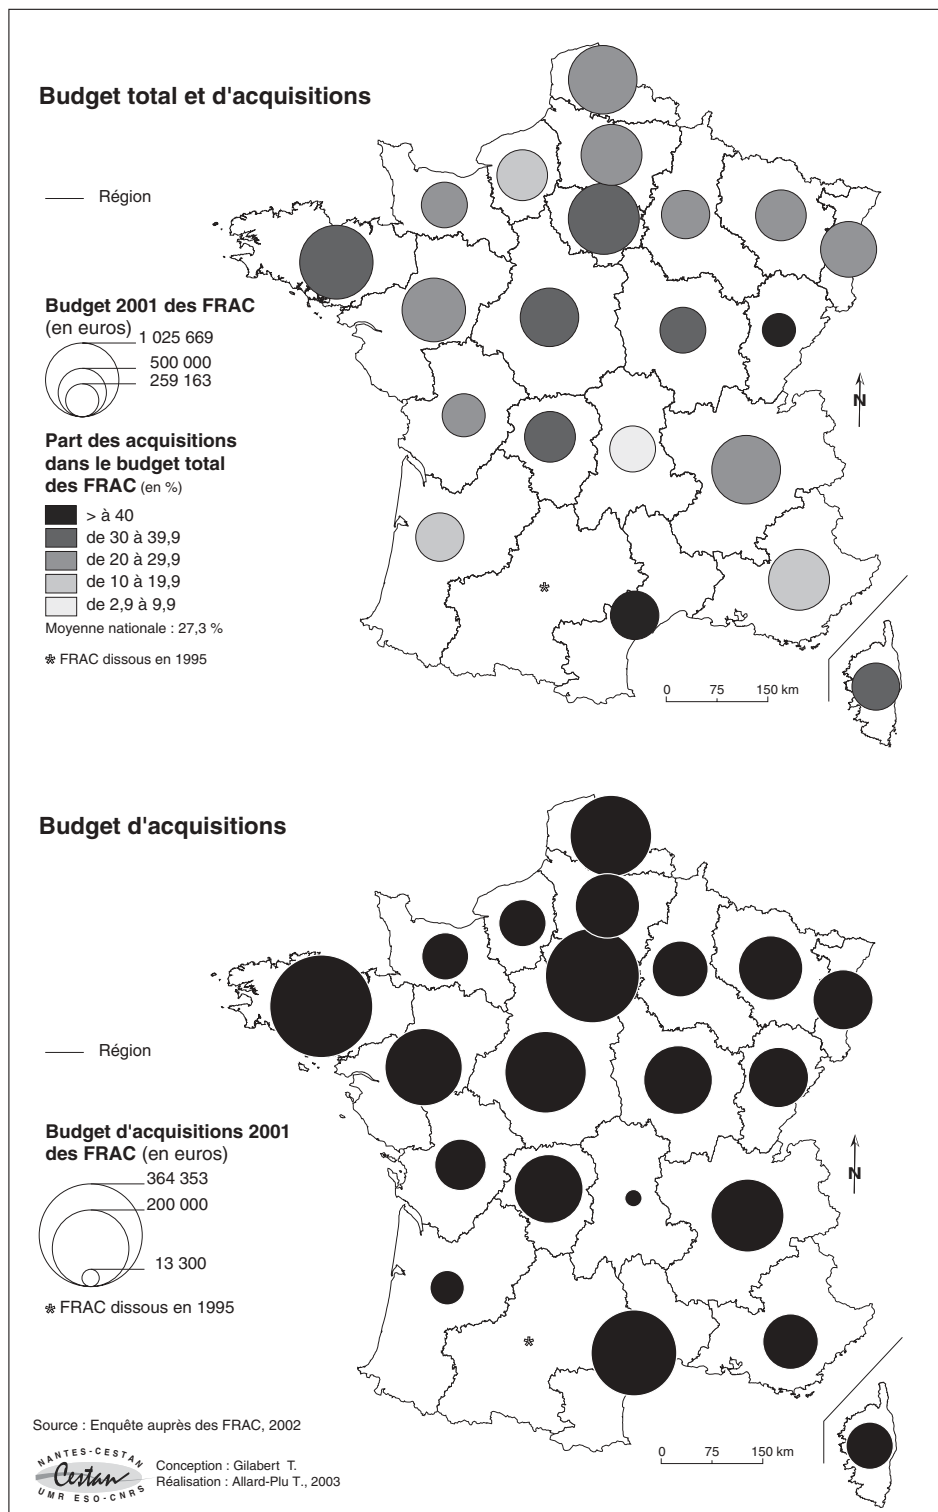 Budget total et d'acquisitions
Région
Budget 2001 des FRAC
(en euros)
1 025 669
500 000
259 163
Part des acquisitions
dans le budget total
des FRAC (en %)
> à 40
de 30 à 39,9
de 20 à 29,9
de 10 à 19,9
de 2,9 à 9,9
Moyenne nationale : 27,3 %
* FRAC dissous en 1995
*
N
0 75 150 km
Budget d'acquisitions
Région
Budget d'acquisitions 2001
des FRAC (en euros)
364 353
200 000
13 300
* FRAC dissous en 1995
*
N
0 75 150 km
Source : Enquête auprès des FRAC, 2002
NANTES-CESTAN
Cestan
UMR ESO-CNRS
Conception : Gilabert T.
Réalisation : Allard-Plu T., 2003